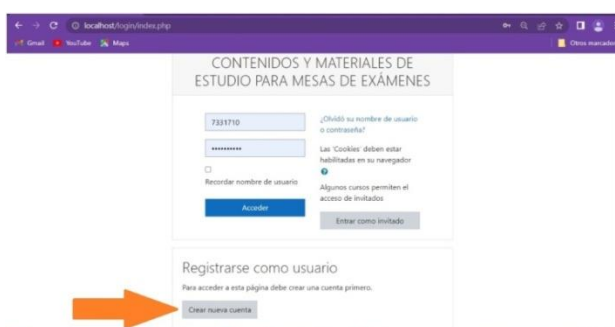 localhost/login/index.php
Gmail YouTube Maps Otros marcadores
CONTENIDOS Y MATERIALES DE
ESTUDIO PARA MESAS DE EXÁMENES
7331710
••••••••••
Recordar nombre de usuario
Acceder
¿Olvidó su nombre de usuario
o contraseña?
Las 'Cookies' deben estar
habilitadas en su navegador
Algunos cursos permiten el
acceso de invitados
Entrar como invitado
Registrarse como usuario
Para acceder a esta página debe crear una cuenta primero.
Crear nueva cuenta